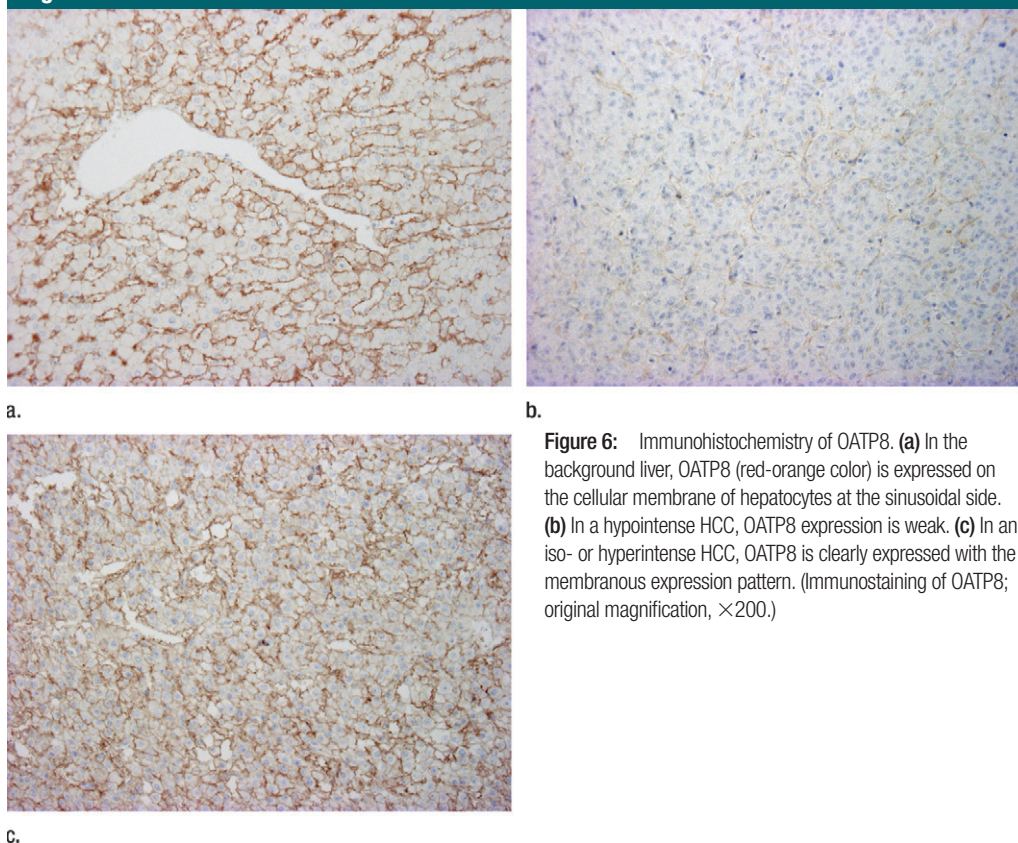 a.
b.
Figure 6: Immunohistochemistry of OATP8. (a) In the
background liver, OATP8 (red-orange color) is expressed on
the cellular membrane of hepatocytes at the sinusoidal side.
(b) In a hypointense HCC, OATP8 expression is weak. (c) In an
iso- or hyperintense HCC, OATP8 is clearly expressed with the
membranous expression pattern. (Immunostaining of OATP8;
original magnification, ×200.)
c.